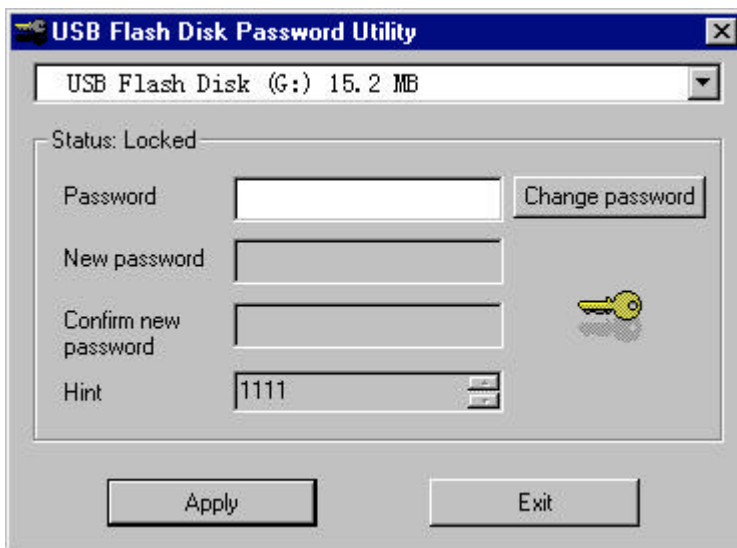 USB Flash Disk Password Utility
USB Flash Disk (G:) 15.2 MB
Status: Locked
Password
Change password
New password
Confirm new
password
Hint
1111
Apply
Exit